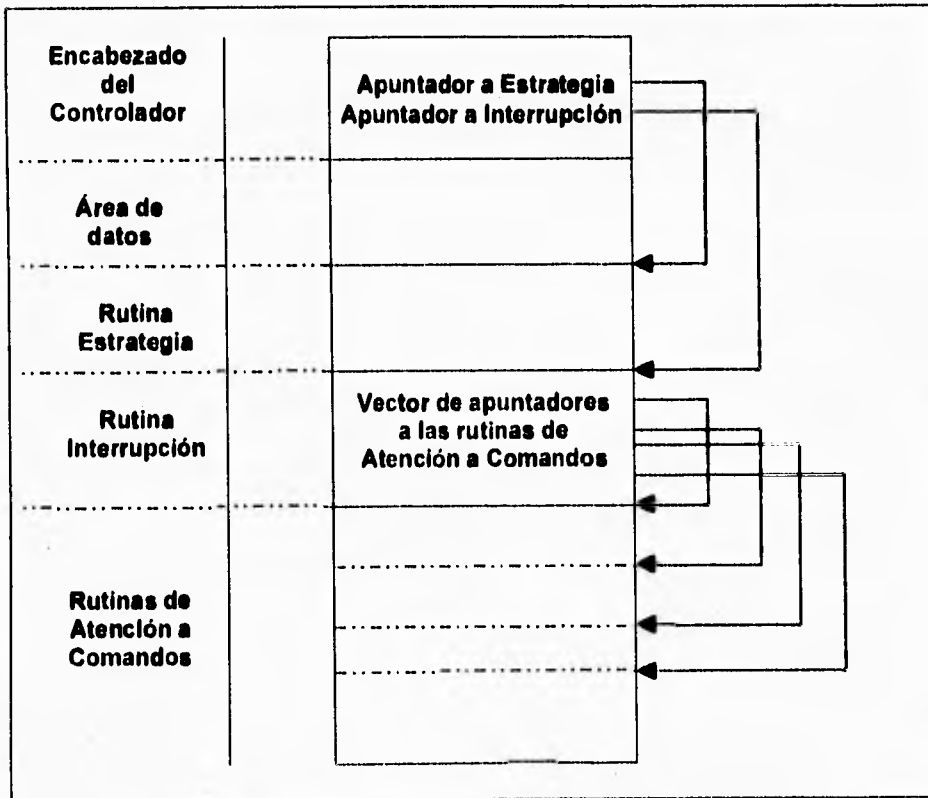 Encabezado
del
Controlador
Apuntador a Estrategia
Apuntador a Interrupción
Área de
datos
Rutina
Estrategia
Rutina
Interrupción
Vector de apuntadores
a las rutinas de
Atención a Comandos
Rutinas de
Atención a
Comandos